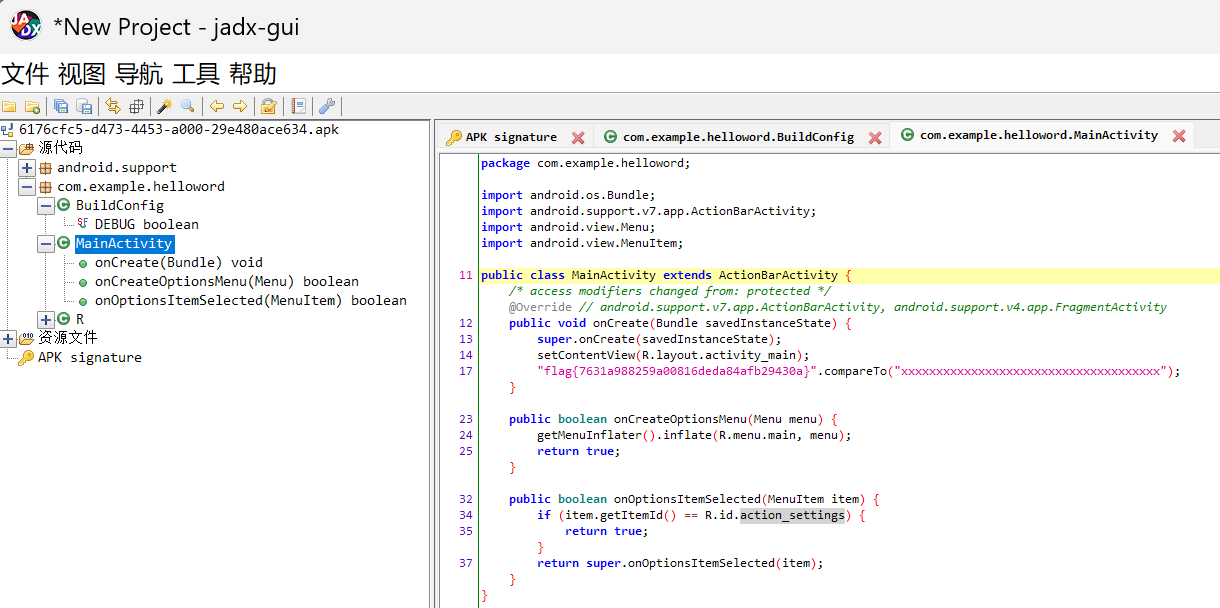 *New Project - jadx-gui
文件 视图 导航 工具 帮助
6176cfc5-d473-4453-a000-29e480ace634.apk
源代码
android.support
com.example.helloword
BuildConfig
DEBUG boolean
MainActivity
onCreate(Bundle) void
onCreateOptionsMenu(Menu) boolean
onOptionsItemSelected(MenuItem) boolean
R
资源文件
APK signature
APK signature com.example.helloword.BuildConfig com.example.helloword.MainActivity
package com.example.helloword;
import android.os.Bundle;
import android.support.v7.app.ActionBarActivity;
import android.view.Menu;
import android.view.MenuItem;
11 public class MainActivity extends ActionBarActivity {
/* access modifiers changed from: protected */
@Override // android.support.v7.app.ActionBarActivity, android.support.v4.app.FragmentActivity
12 public void onCreate(Bundle savedInstanceState) {
13 super.onCreate(savedInstanceState);
14 setContentView(R.layout.activity_main);
17 "flag{7631a988259a00816deda84afb29430a}".compareTo("xxxxxxxxxxxxxxxxxxxxxxxxxxxxxxxxxxxxx");
}
23 public boolean onCreateOptionsMenu(Menu menu) {
24 getMenuInflater().inflate(R.menu.main, menu);
25 return true;
}
32 public boolean onOptionsItemSelected(MenuItem item) {
34 if (item.getItemId() == R.id.action_settings) {
35 return true;
}
37 return super.onOptionsItemSelected(item);
}
}